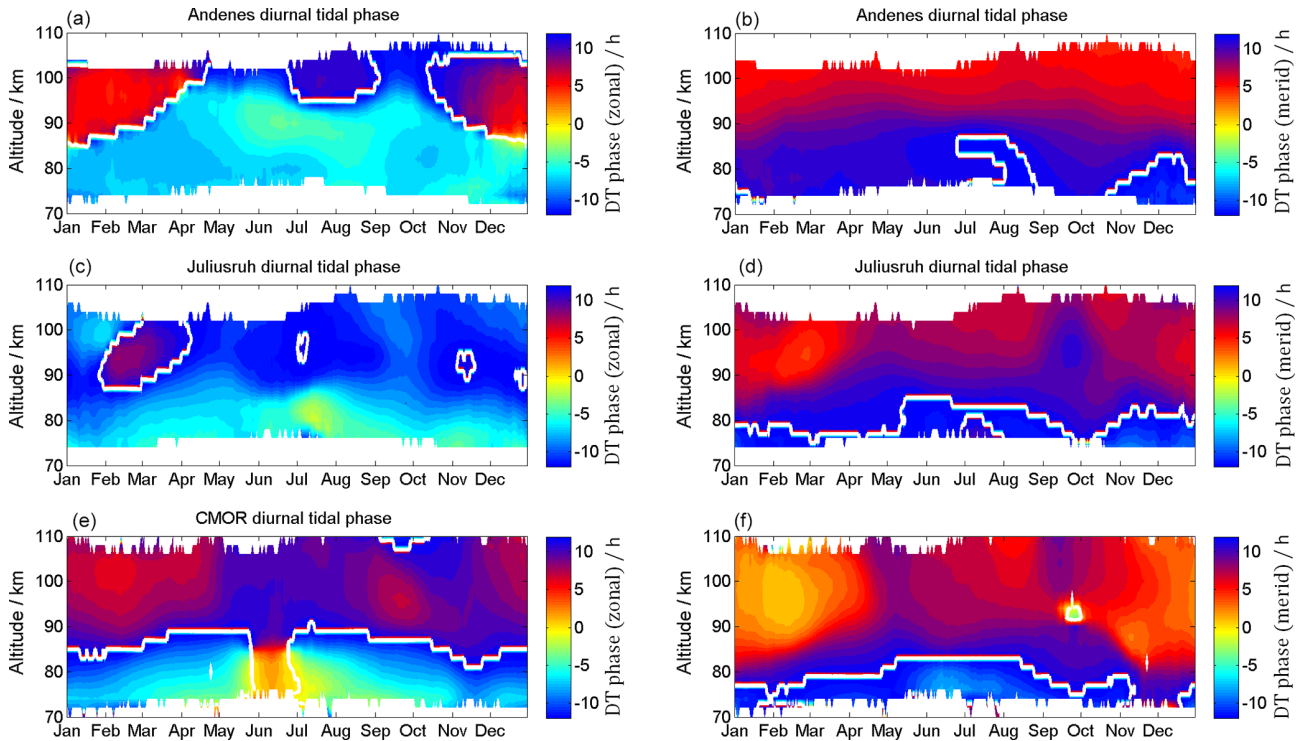 (a) Andenes diurnal tidal phase
110
100
90
80
70
Altitude / km
Jan Feb Mar Apr May Jun Jul Aug Sep Oct Nov Dec
10
5
0
-5
-10
DT phase (zonal) / h
(b) Andenes diurnal tidal phase
110
100
90
80
70
Altitude / km
Jan Feb Mar Apr May Jun Jul Aug Sep Oct Nov Dec
10
5
0
-5
-10
DT phase (merid) / h
(c) Juliusruh diurnal tidal phase
110
100
90
80
70
Altitude / km
Jan Feb Mar Apr May Jun Jul Aug Sep Oct Nov Dec
10
5
0
-5
-10
DT phase (zonal) / h
(d) Juliusruh diurnal tidal phase
110
100
90
80
70
Altitude / km
Jan Feb Mar Apr May Jun Jul Aug Sep Oct Nov Dec
10
5
0
-5
-10
DT phase (merid) / h
(e) CMOR diurnal tidal phase
110
100
90
80
70
Altitude / km
Jan Feb Mar Apr May Jun Jul Aug Sep Oct Nov Dec
10
5
0
-5
-10
DT phase (zonal) / h
(f)
110
100
90
80
70
Altitude / km
Jan Feb Mar Apr May Jun Jul Aug Sep Oct Nov Dec
10
5
0
-5
-10
DT phase (merid) / h